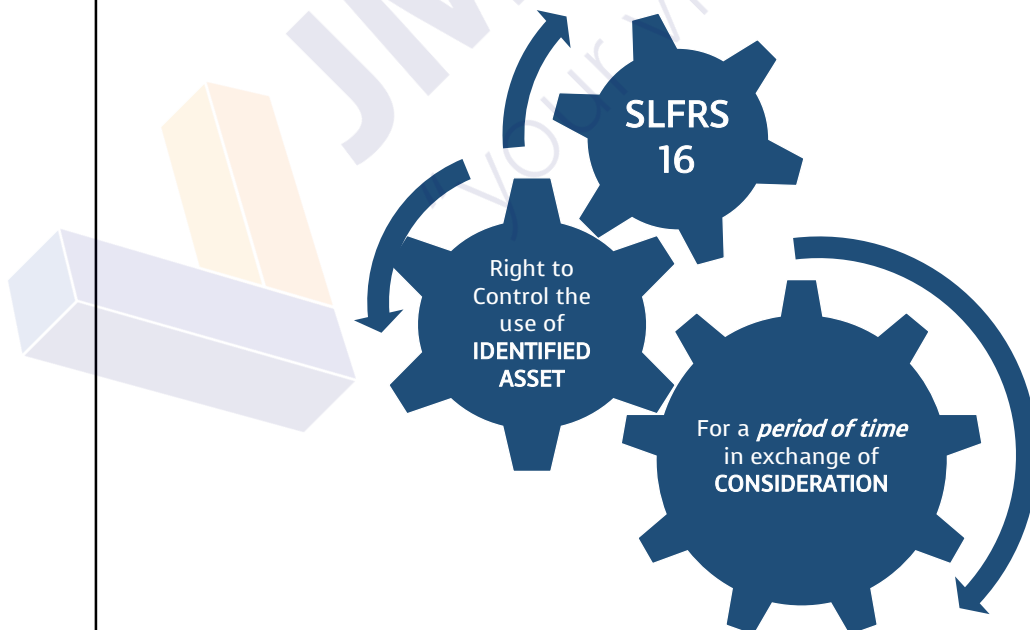 SLFRS
16
Right to
Control the
use of
IDENTIFIED
ASSET
For a period of time
in exchange of
CONSIDERATION